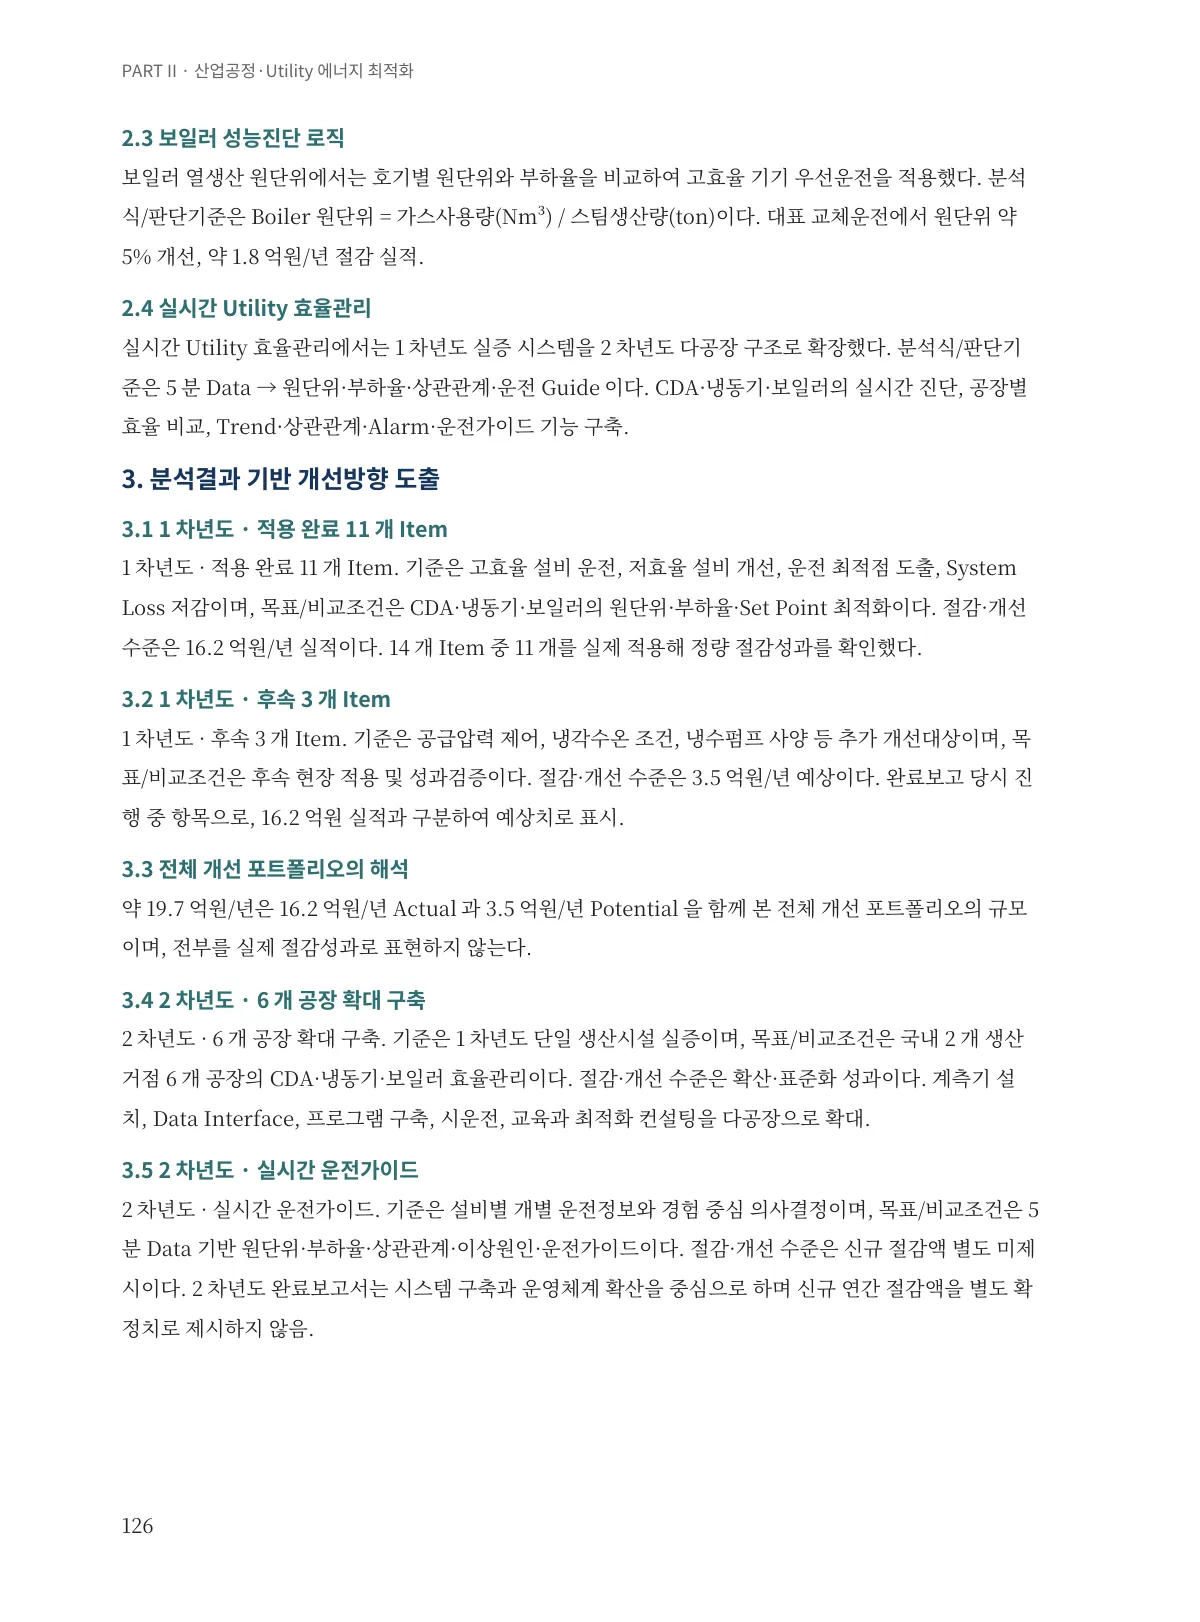 PART II · 산업공정·Utility 에너지 최적화
2.3 보일러 성능진단 로직
보일러 열생산 원단위에서는 호기별 원단위와 부하율을 비교하여 고효율 기기 우선운전을 적용했다. 분석
식/판단기준은 Boiler 원단위 = 가스사용량(Nm³) / 스팀생산량(ton)이다. 대표 교체운전에서 원단위 약
5% 개선, 약 1.8 억원/년 절감 실적.
2.4 실시간 Utility 효율관리
실시간 Utility 효율관리에서는 1 차년도 실증 시스템을 2 차년도 다공장 구조로 확장했다. 분석식/판단기
준은 5 분 Data → 원단위·부하율·상관관계·운전 Guide 이다. CDA·냉동기·보일러의 실시간 진단, 공장별
효율 비교, Trend·상관관계·Alarm·운전가이드 기능 구축.
3. 분석결과 기반 개선방향 도출
3.1 1 차년도 · 적용 완료 11 개 Item
1 차년도 · 적용 완료 11 개 Item. 기준은 고효율 설비 운전, 저효율 설비 개선, 운전 최적점 도출, System
Loss 저감이며, 목표/비교조건은 CDA·냉동기·보일러의 원단위·부하율·Set Point 최적화이다. 절감·개선
수준은 16.2 억원/년 실적이다. 14 개 Item 중 11 개를 실제 적용해 정량 절감성과를 확인했다.
3.2 1 차년도 · 후속 3 개 Item
1 차년도 · 후속 3 개 Item. 기준은 공급압력 제어, 냉각수온 조건, 냉수펌프 사양 등 추가 개선대상이며, 목
표/비교조건은 후속 현장 적용 및 성과검증이다. 절감·개선 수준은 3.5 억원/년 예상이다. 완료보고 당시 진
행 중 항목으로, 16.2 억원 실적과 구분하여 예상치로 표시.
3.3 전체 개선 포트폴리오의 해석
약 19.7 억원/년은 16.2 억원/년 Actual 과 3.5 억원/년 Potential 을 함께 본 전체 개선 포트폴리오의 규모
이며, 전부를 실제 절감성과로 표현하지 않는다.
3.4 2 차년도 · 6 개 공장 확대 구축
2 차년도 · 6 개 공장 확대 구축. 기준은 1 차년도 단일 생산시설 실증이며, 목표/비교조건은 국내 2 개 생산
거점 6 개 공장의 CDA·냉동기·보일러 효율관리이다. 절감·개선 수준은 확산·표준화 성과이다. 계측기 설
치, Data Interface, 프로그램 구축, 시운전, 교육과 최적화 컨설팅을 다공장으로 확대.
3.5 2 차년도 · 실시간 운전가이드
2 차년도 · 실시간 운전가이드. 기준은 설비별 개별 운전정보와 경험 중심 의사결정이며, 목표/비교조건은 5
분 Data 기반 원단위·부하율·상관관계·이상원인·운전가이드이다. 절감·개선 수준은 신규 절감액 별도 미제
시이다. 2 차년도 완료보고서는 시스템 구축과 운영체계 확산을 중심으로 하며 신규 연간 절감액을 별도 확
정치로 제시하지 않음.
126